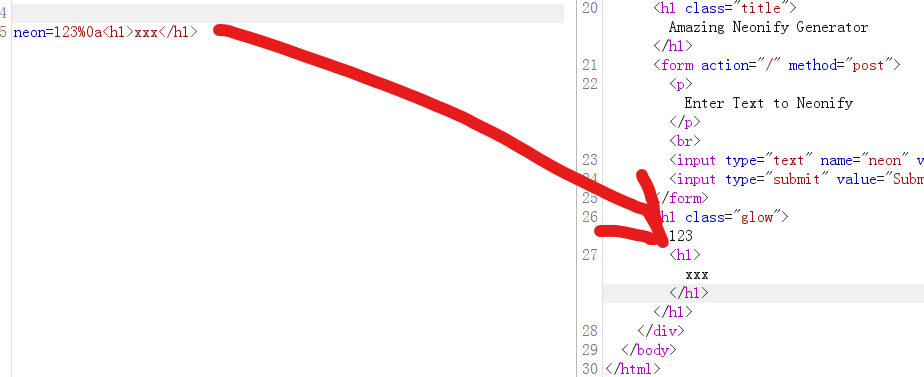 4
5 neon=123%0a<h1>xxx</h1>
20 <h1 class="title">
Amazing Neonify Generator
</h1>
21 <form action="/" method="post">
22 <p>
Enter Text to Neonify
</p>
<br>
23 <input type="text" name="neon" v
24 <input type="submit" value="Subm
25 </form>
26 h1 class="glow">
123
27 <h1>
xxx
</h1>
</h1>
28 </div>
29 </body>
30 </html>